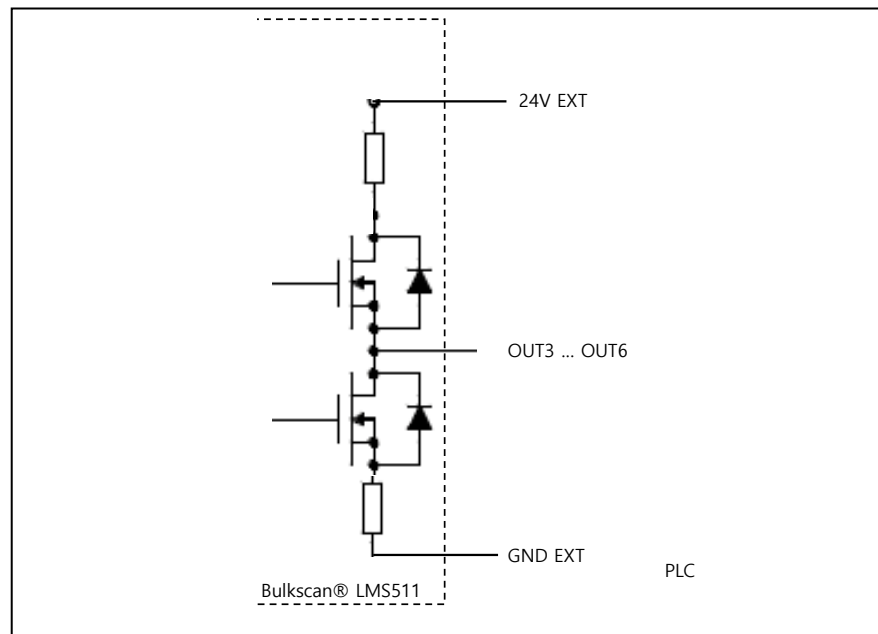 24V EXT
OUT3 ... OUT6
GND EXT
PLC
Bulkscan® LMS511